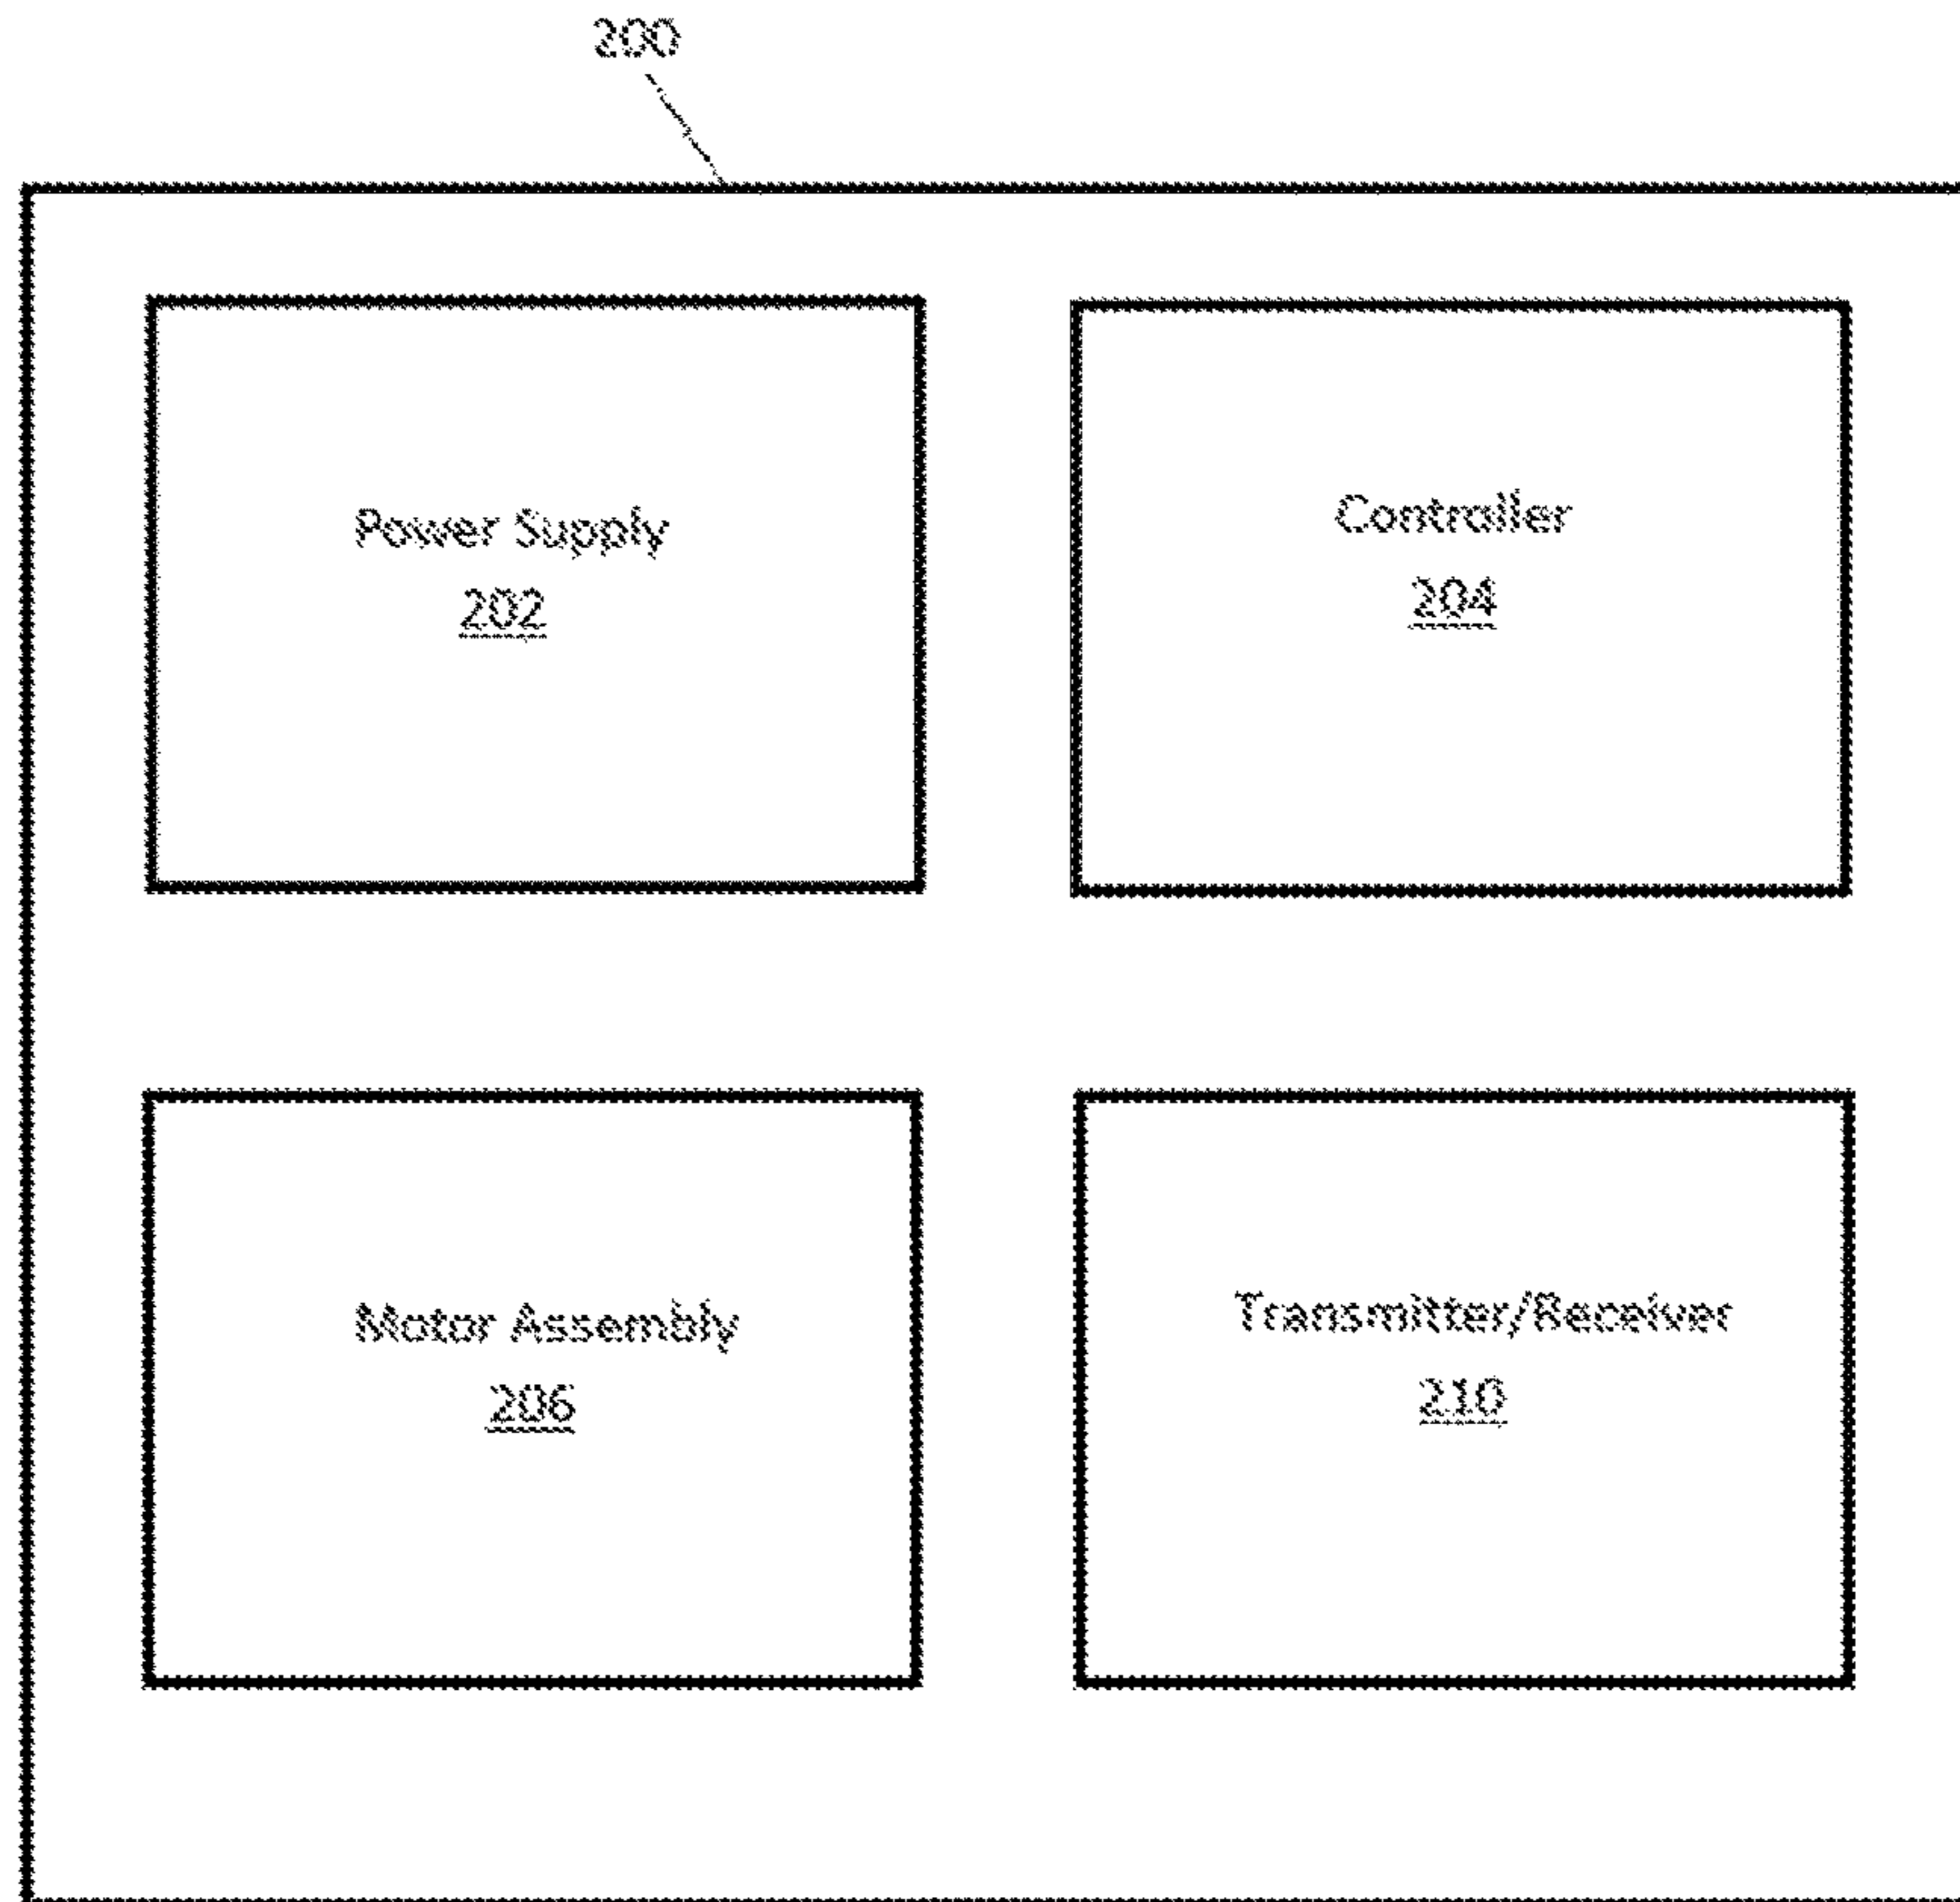 200
Power Supply
202
Controller
204
Motor Assembly
206
Transmitter/Receiver
210